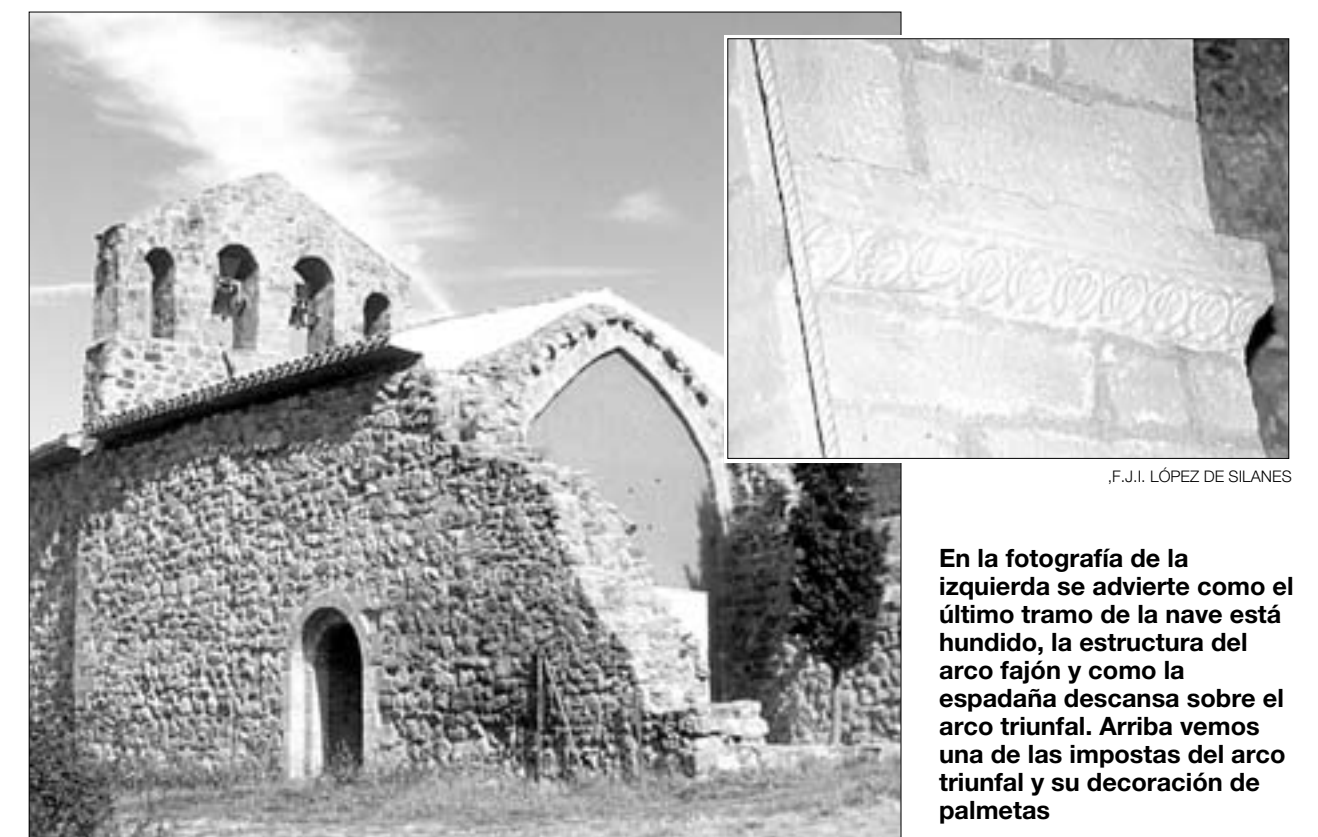 ,F.J.I. LÓPEZ DE SILANES
En la fotografía de la
izquierda se advierte como el
último tramo de la nave está
hundido, la estructura del
arco fajón y como la
espadaña descansa sobre el
arco triunfal. Arriba vemos
una de las impostas del arco
triunfal y su decoración de
palmetas